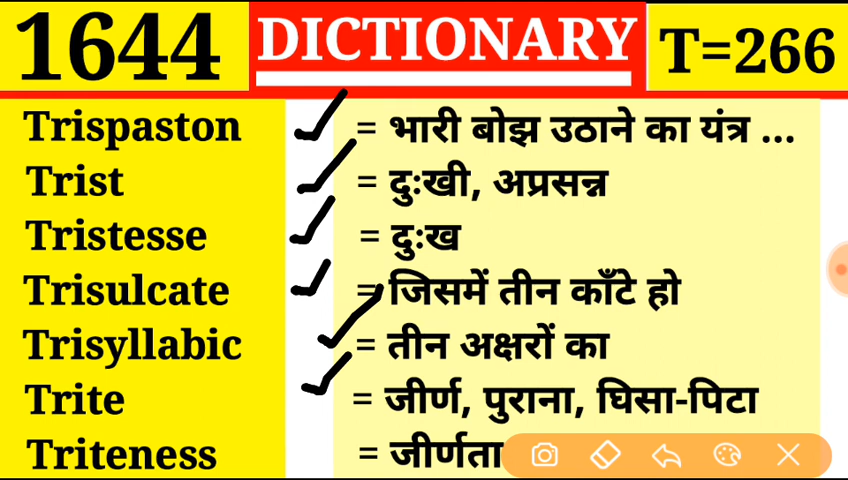 1644 DICTIONARY T=266
Trispaston = भारी बोझ उठाने का यंत्र ...
Trist = दुःखी, अप्रसन्न
Tristesse = दुःख
Trisulcate = जिसमें तीन काँटे हो
Trisyllabic = तीन अक्षरों का
Trite = जीर्ण, पुराना, घिसा-पिटा
Triteness = जीर्णता